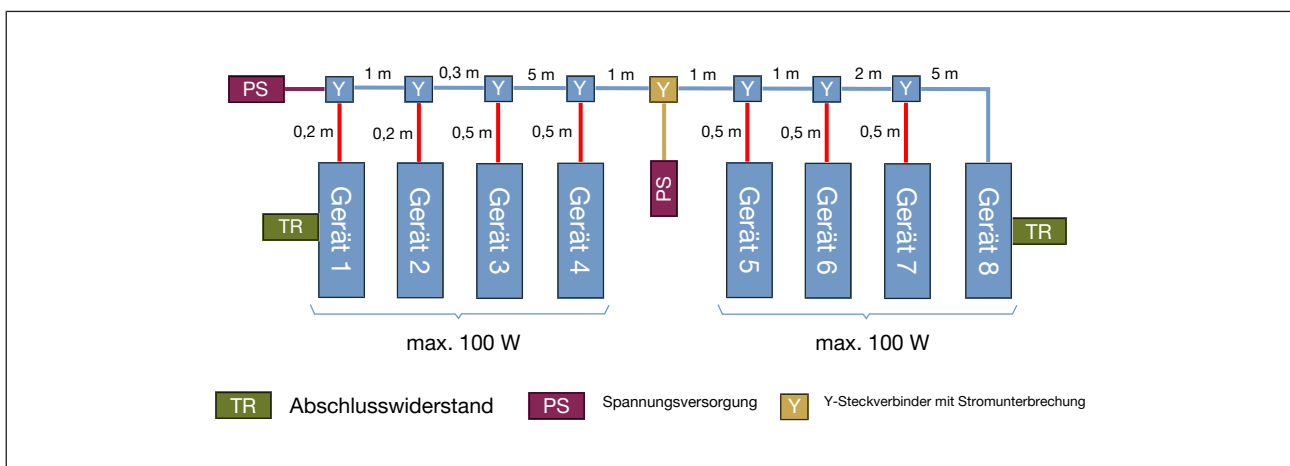 1 m 0,3 m 5 m 1 m 1 m 1 m 2 m 5 m
PS Y Y Y Y Y Y Y Y
0,2 m 0,2 m 0,5 m 0,5 m 0,5 m 0,5 m 0,5 m
PS
Gerät 1 Gerät 2 Gerät 3 Gerät 4 Gerät 5 Gerät 6 Gerät 7 Gerät 8
TR TR
max. 100 W max. 100 W
TR Abschlusswiderstand PS Spannungsversorgung Y Y-Steckverbinder mit Stromunterbrechung